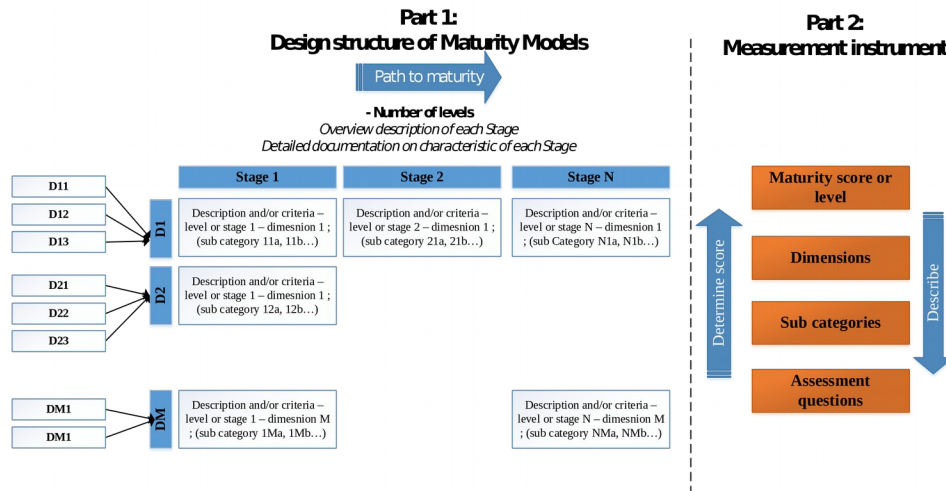 Part 1:
Design structure of Maturity Models
Path to maturity
- Number of levels
Overview description of each Stage
Detailed documentation on characteristic of each Stage
Stage 1
Stage 2
Stage N
D11
D12
D13
D1
Description and/or criteria –
level or stage 1 – dimesnion 1 ;
(sub category 11a, 11b…)
Description and/or criteria –
level or stage 2 – dimesnion 1 ;
(sub category 21a, 21b…)
Description and/or criteria –
level or stage N – dimesnion 1
; (sub Category N1a, N1b…)
D21
D22
D23
D2
Description and/or criteria –
level or stage 1 – dimesnion 1 ;
(sub category 12a, 12b…)
DM1
DM1
DM
Description and/or criteria –
level or stage 1 – dimesnion M
; (sub category 1Ma, 1Mb…)
Description and/or criteria –
level or stage N – dimesnion M
; (sub category NMa, NMb…)
Part 2:
Measurement instrument
Determine score
Maturity score or
level
Dimensions
Sub categories
Assessment
questions
Describe